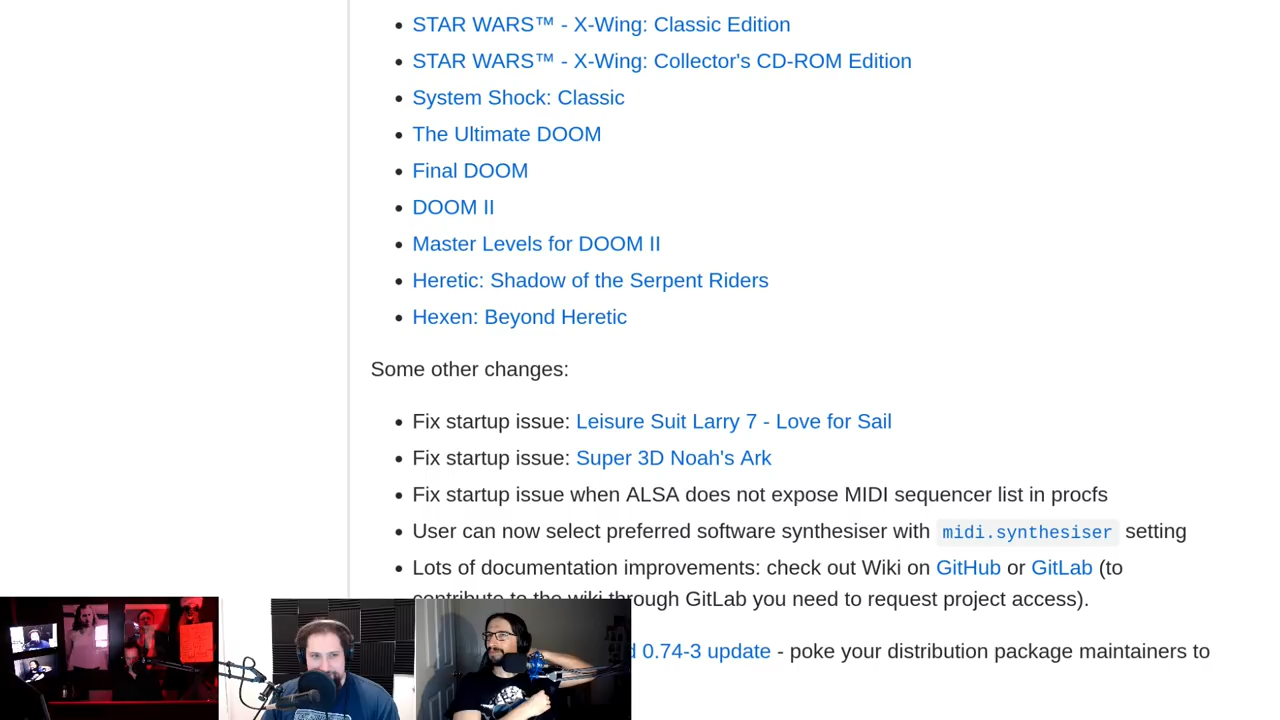 STAR WARS™ - X-Wing: Classic Edition
STAR WARS™ - X-Wing: Collector's CD-ROM Edition
System Shock: Classic
The Ultimate DOOM
Final DOOM
DOOM II
Master Levels for DOOM II
Heretic: Shadow of the Serpent Riders
Hexen: Beyond Heretic
Some other changes:
Fix startup issue: Leisure Suit Larry 7 - Love for Sail
Fix startup issue: Super 3D Noah's Ark
Fix startup issue when ALSA does not expose MIDI sequencer list in procfs
User can now select preferred software synthesiser with midi.synthesiser setting
Lots of documentation improvements: check out Wiki on GitHub or GitLab (to
contribute to the wiki through GitLab you need to request project access).
0.74-3 update - poke your distribution package maintainers to